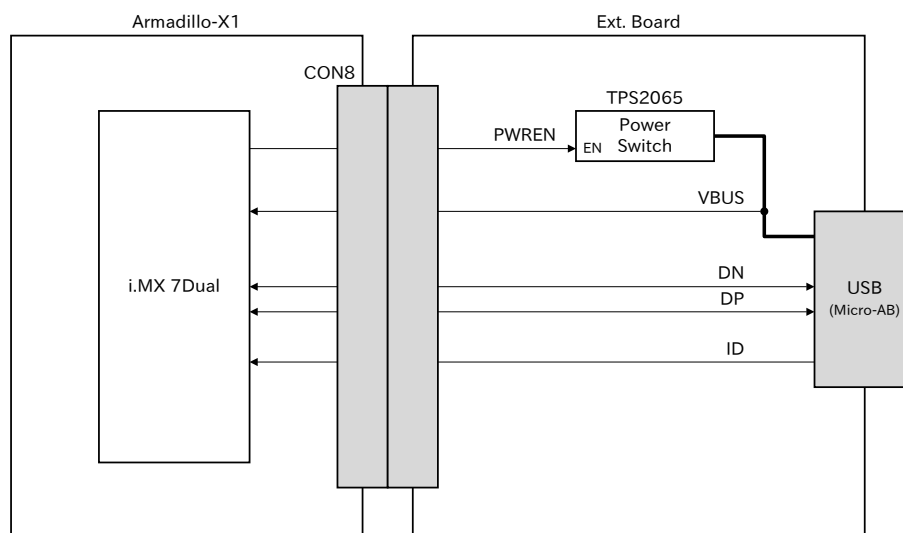 Armadillo-X1
Ext. Board
CON8
TPS2065
Power
Switch
PWREN
EN
VBUS
i.MX 7Dual
DN
DP
USB
(Micro-AB)
ID